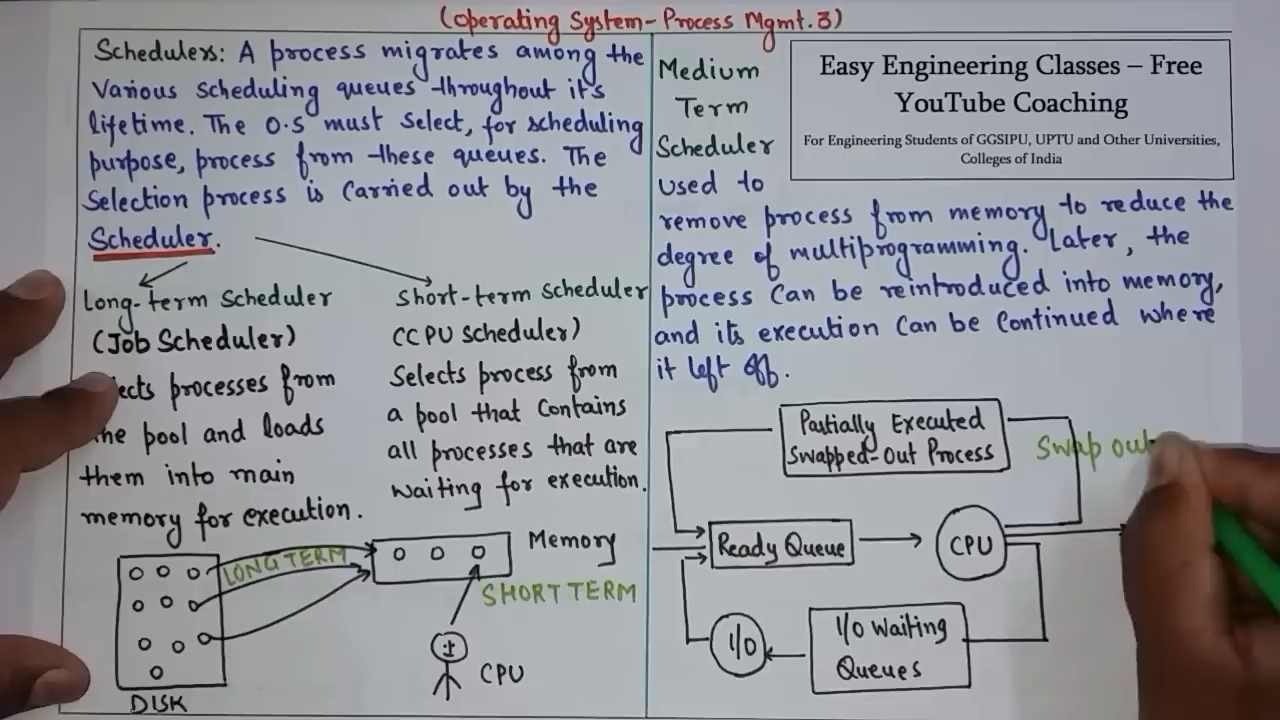 (Operating System - Process Mgmt. 3)
Schedulers: A process migrates among the
various scheduling queues throughout it's
lifetime. The O.S must select, for scheduling
purpose, process from these queues. The
selection process is carried out by the
Scheduler.
Long-term Scheduler
(Job Scheduler)
ects processes from
the pool and loads
them into main
memory for execution.
Short-term scheduler
CCPU Scheduler)
Selects process from
a pool that contains
all processes that are
waiting for execution.
LONG TERM
Memory
SHORT TERM
CPU
DISK
Medium
Term
Scheduler
used to
remove process from memory to reduce the
degree of multiprogramming. Later, the
process can be reintroduced into memory,
and its execution can be continued where
it left off.
Easy Engineering Classes – Free
YouTube Coaching
For Engineering Students of GGSIPU, UPTU and Other Universities,
Colleges of India
Partially Executed
Swapped-Out Process
Swap out
Ready Queue
CPU
I/O
I/O Waiting
Queues